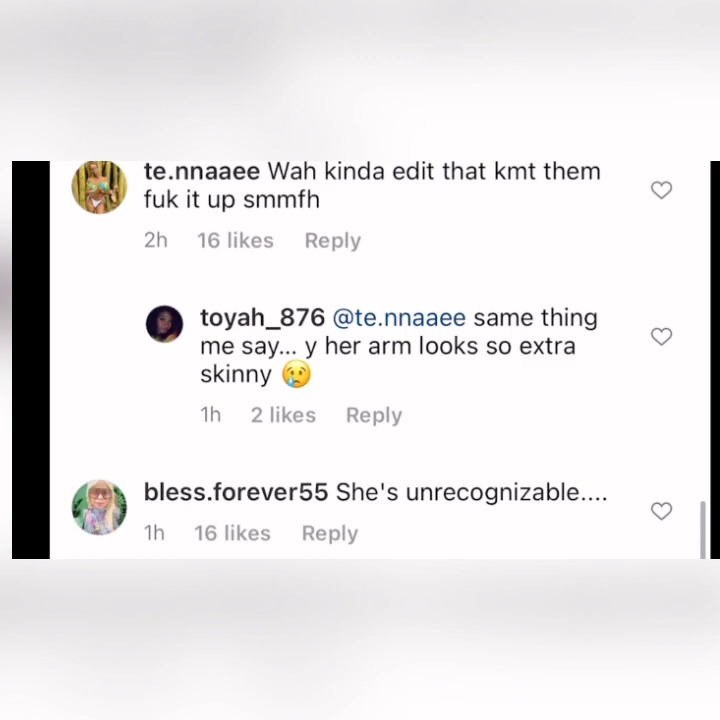 te.nnaaee Wah kinda edit that kmt them
fuk it up smmfh
2h 16 likes Reply
toyah_876 @te.nnaaee same thing
me say... y her arm looks so extra
skinny 😢
1h 2 likes Reply
bless.forever55 She's unrecognizable....
1h 16 likes Reply